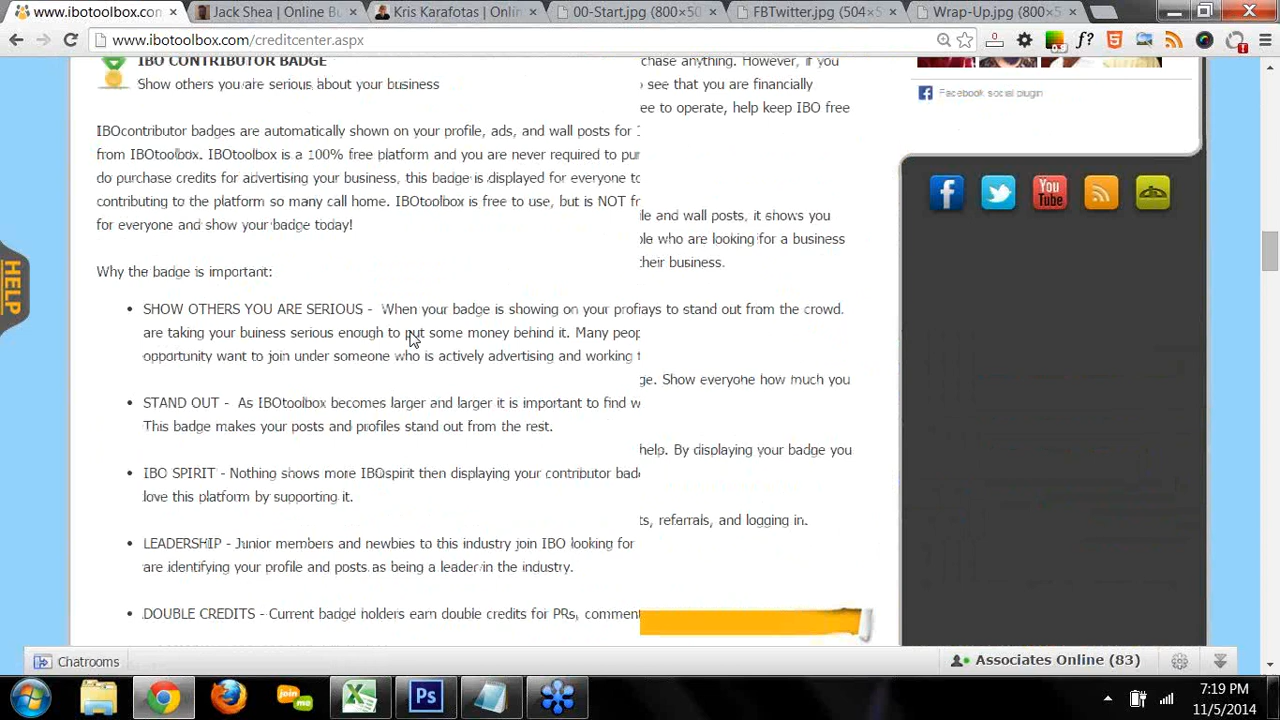 www.ibotoolbox.con
Jack Shea | Online Bu
Kris Karafotas | Onlin
00-Start.jpg (800×50
FBTwitter.jpg (504×5
Wrap-Up.jpg (800×5
www.ibotoolbox.com/creditcenter.aspx
IBO CONTRIBUTOR BADGE
Show others you are serious about your business
chase anything. However, if you
see that you are financially
ee to operate, help keep IBO free
Facebook social plugin
IBOcontributor badges are automatically shown on your profile, ads, and wall posts for
from IBOtoolbox. IBOtoolbox is a 100% free platform and you are never required to pu
do purchase credits for advertising your business, this badge is displayed for everyone to
contributing to the platform so many call home. IBOtoolbox is free to use, but is NOT fr
for everyone and show your badge today!
le and wall posts, it shows you
le who are looking for a business
heir business.
You
Tube
HELP
Why the badge is important:
• SHOW OTHERS YOU ARE SERIOUS - When your badge is showing on your profays to stand out from the crowd.
are taking your buiness serious enough to put some money behind it. Many peop
opportunity want to join under someone who is actively advertising and working t
ge. Show everyone how much you
• STAND OUT - As IBOtoolbox becomes larger and larger it is important to find w
This badge makes your posts and profiles stand out from the rest.
help. By displaying your badge you
• IBO SPIRIT - Nothing shows more IBOspirit then displaying your contributor bad
love this platform by supporting it.
ts, referrals, and logging in.
• LEADERSHIP - Junior members and newbies to this industry join IBO looking for
are identifying your profile and posts as being a leader in the industry.
• DOUBLE CREDITS - Current badge holders earn double credits for PRs, comment
Chatrooms
Associates Online (83)
join
me
Ps
7:19 PM
11/5/2014